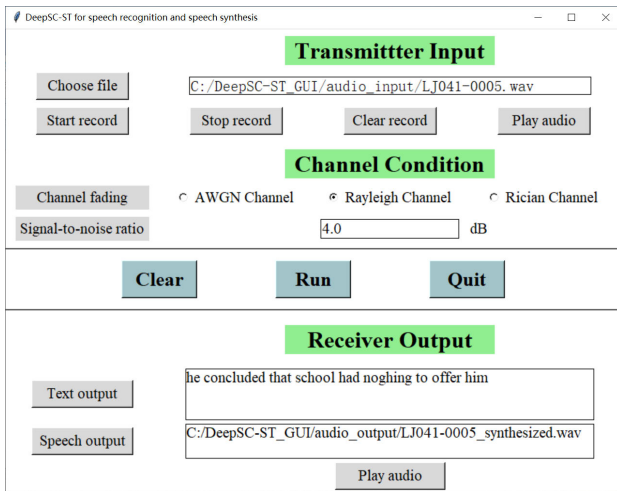 DeepSC-ST for speech recognition and speech synthesis
Transmittter Input
Choose file C:/DeepSC-ST_GUI/audio_input/LJ041-0005.wav
Start record Stop record Clear record Play audio
Channel Condition
Channel fading AWGN Channel Rayleigh Channel Rician Channel
Signal-to-noise ratio 4.0 dB
Clear Run Quit
Receiver Output
he concluded that school had noghing to offer him
Text output
C:/DeepSC-ST_GUI/audio_output/LJ041-0005_synthesized.wav
Speech output
Play audio